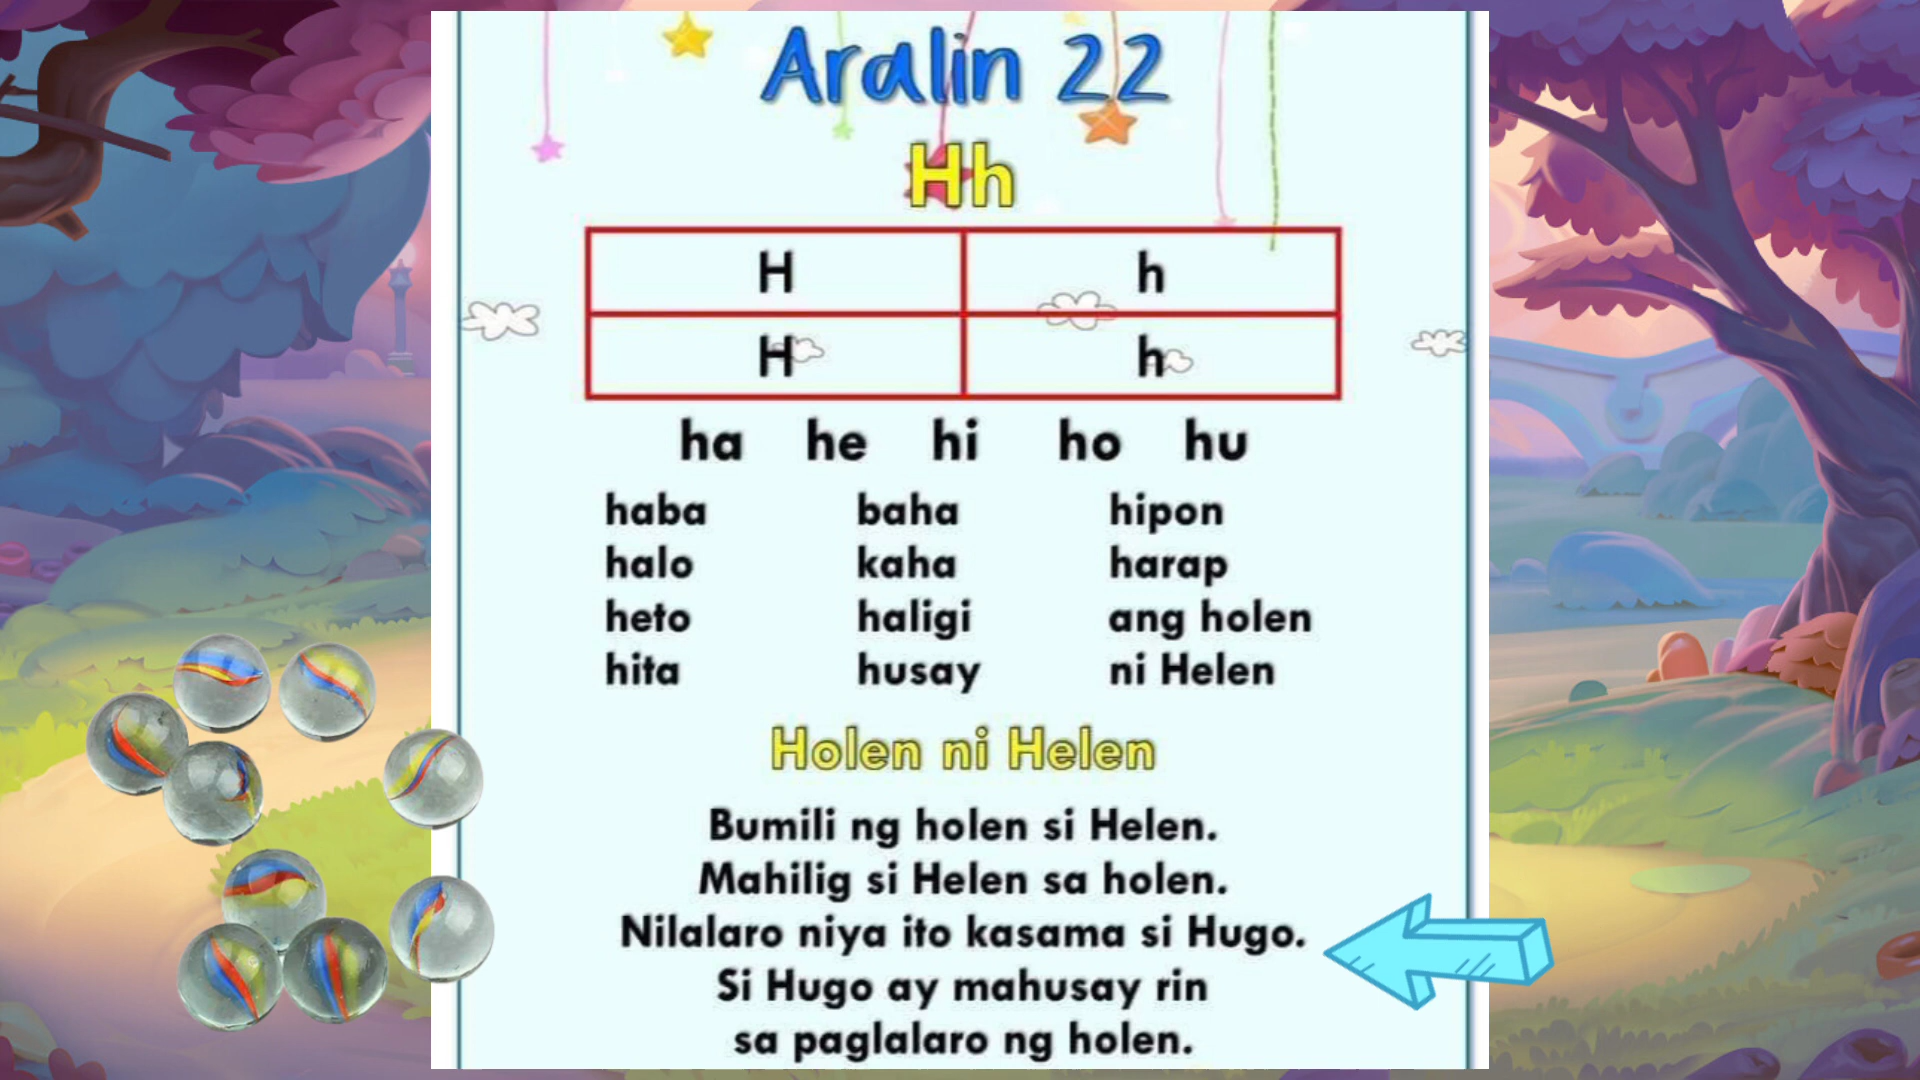 Aralin 22
Hh
H h
H h
ha he hi ho hu
haba baha hipon
halo kaha harap
heto haligi ang holen
hita husay ni Helen
Holen ni Helen
Bumili ng holen si Helen.
Mahilig si Helen sa holen.
Nilalaro niya ito kasama si Hugo.
Si Hugo ay mahusay rin
sa paglalaro ng holen.